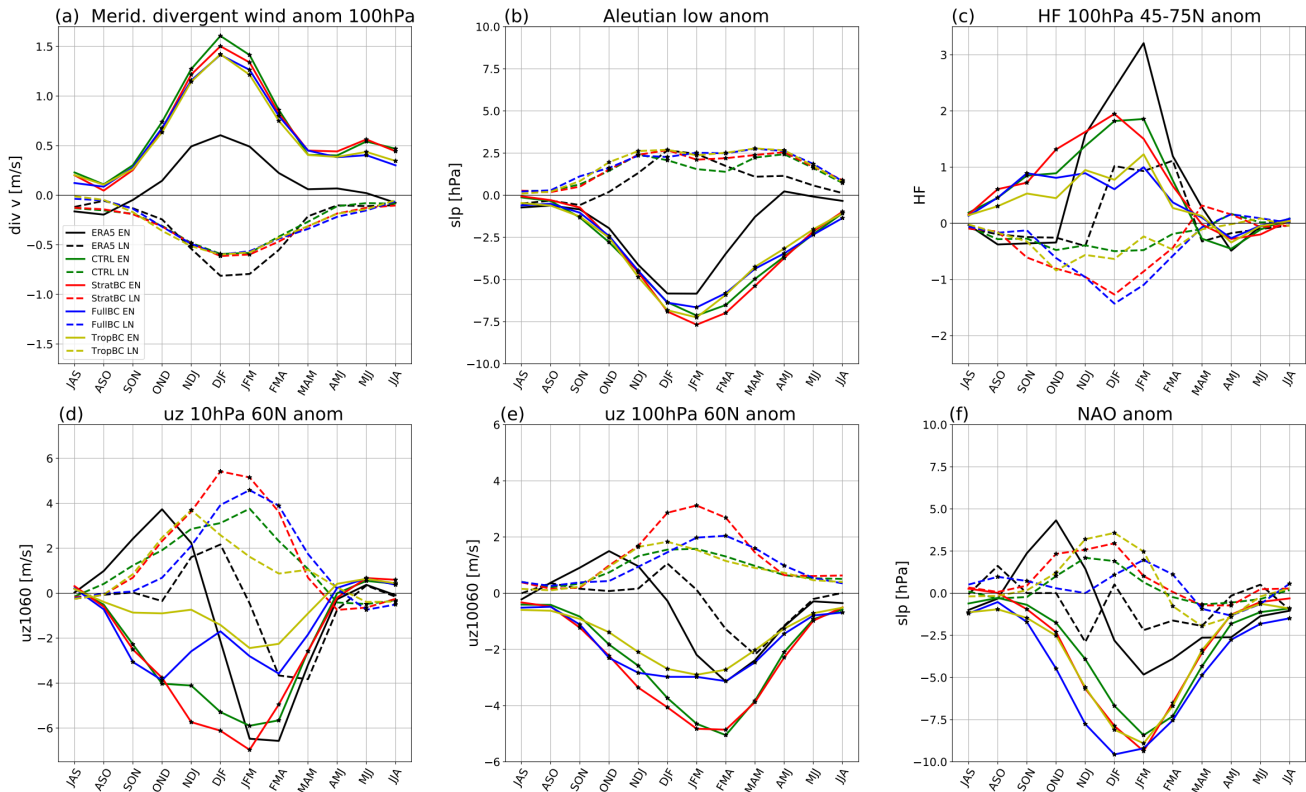 (a) Merid. divergent wind anom 100hPa
div v [m/s]
1.5
1.0
0.5
0.0
−0.5
−1.0
−1.5
ERA5 EN
ERA5 LN
CTRL EN
CTRL LN
StratBC EN
StratBC LN
FullBC EN
FullBC LN
TropBC EN
TropBC LN
JAS ASO SON OND NDJ DJF JFM FMA MAM AMJ MJJ JJA
(b) Aleutian low anom
slp [hPa]
10.0
7.5
5.0
2.5
0.0
−2.5
−5.0
−7.5
−10.0
JAS ASO SON OND NDJ DJF JFM FMA MAM AMJ MJJ JJA
(c) HF 100hPa 45-75N anom
HF
3
2
1
0
−1
−2
JAS ASO SON OND NDJ DJF JFM FMA MAM AMJ MJJ JJA
(d) uz 10hPa 60N anom
uz1060 [m/s]
6
4
2
0
−2
−4
−6
JAS ASO SON OND NDJ DJF JFM FMA MAM AMJ MJJ JJA
(e) uz 100hPa 60N anom
uz10060 [m/s]
6
4
2
0
−2
−4
−6
JAS ASO SON OND NDJ DJF JFM FMA MAM AMJ MJJ JJA
(f) NAO anom
slp [hPa]
10.0
7.5
5.0
2.5
0.0
−2.5
−5.0
−7.5
−10.0
JAS ASO SON OND NDJ DJF JFM FMA MAM AMJ MJJ JJA